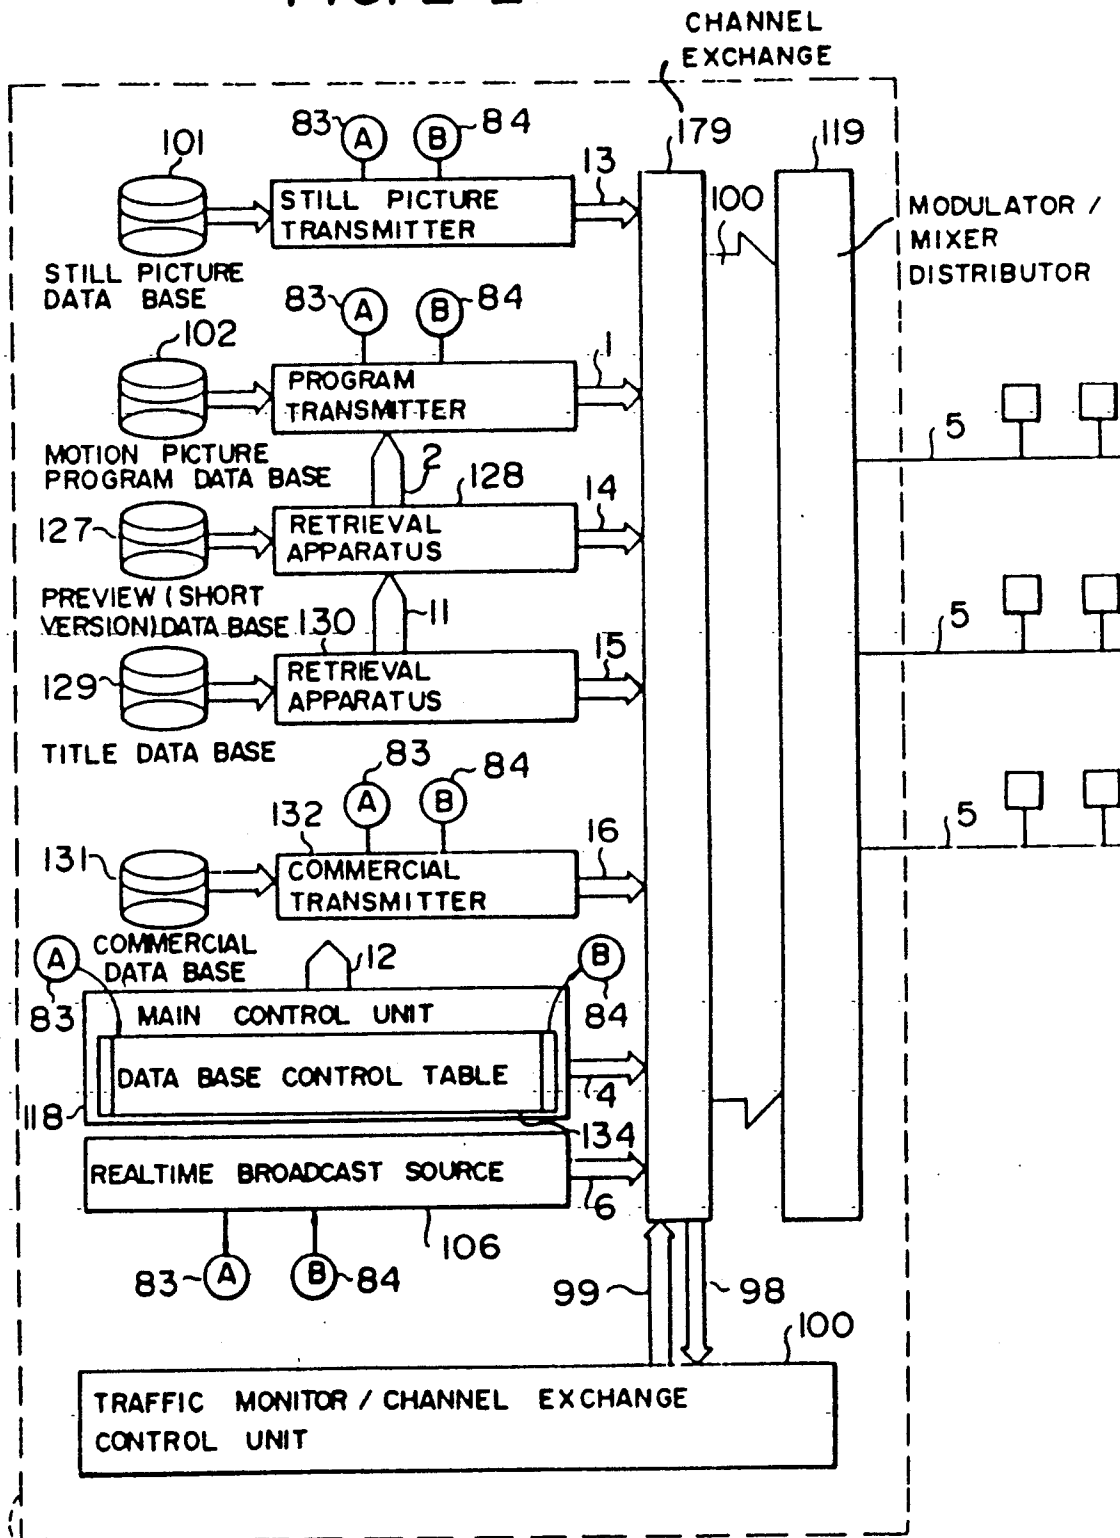 CHANNEL
EXCHANGE
179
119
83
A
B
84
101
13
STILL PICTURE
TRANSMITTER
100
MODULATOR /
MIXER
DISTRIBUTOR
STILL PICTURE
DATA BASE
83
A
B
84
102
1
PROGRAM
TRANSMITTER
MOTION PICTURE
PROGRAM DATA BASE
2
128
14
5
127
RETRIEVAL
APPARATUS
PREVIEW (SHORT
VERSION) DATA BASE
130
11
15
5
129
RETRIEVAL
APPARATUS
TITLE DATA BASE
83
A
B
84
132
16
5
131
COMMERCIAL
TRANSMITTER
COMMERCIAL
DATA BASE
12
A
83
B
84
MAIN CONTROL UNIT
DATA BASE CONTROL TABLE
4
118
134
REALTIME BROADCAST SOURCE
6
106
83
A
B
84
99
98
100
TRAFFIC MONITOR / CHANNEL EXCHANGE
CONTROL UNIT